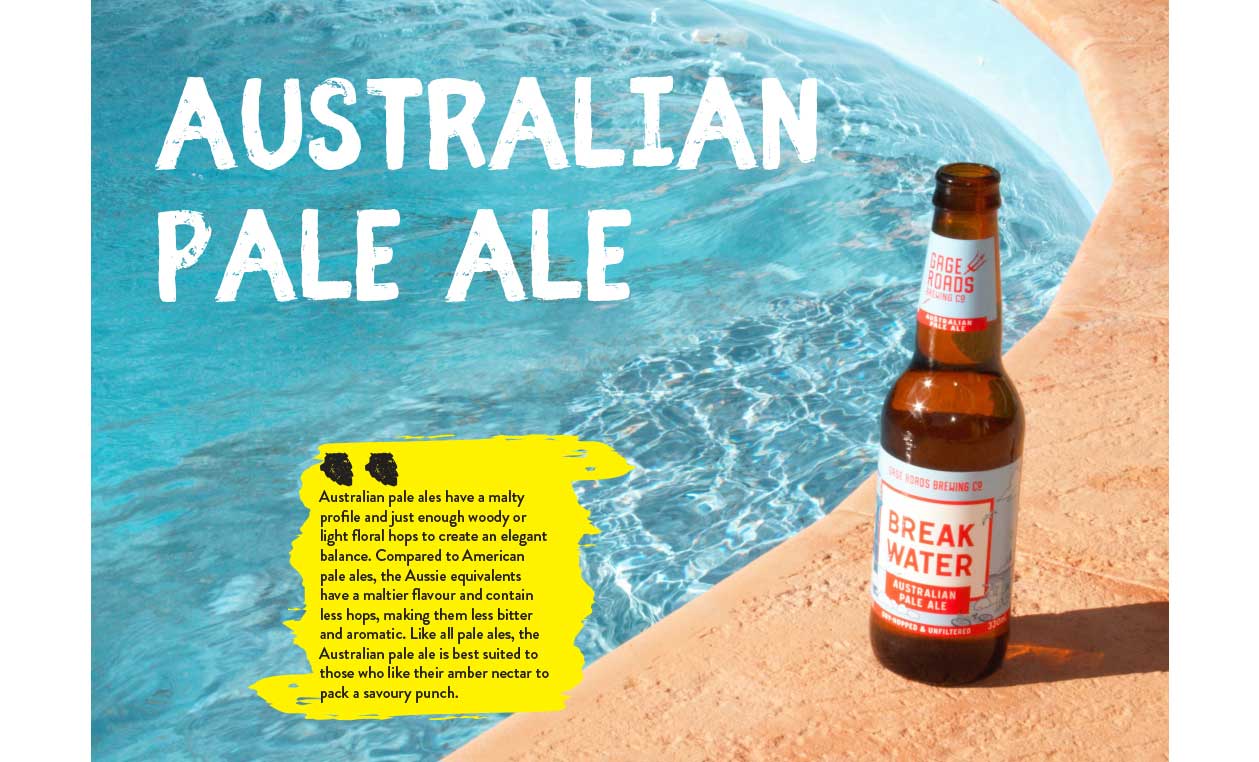 AUSTRALIAN
PALE ALE
GAGE
ROADS
BREWING CO
AUSTRALIAN
PALE ALE
GAGE ROADS BREWING CO
BREAK
WATER
AUSTRALIAN
PALE ALE
DRY-HOPPED & UNFILTERED
330mL
Australian pale ales have a malty
profile and just enough woody or
light floral hops to create an elegant
balance. Compared to American
pale ales, the Aussie equivalents
have a maltier flavour and contain
less hops, making them less bitter
and aromatic. Like all pale ales, the
Australian pale ale is best suited to
those who like their amber nectar to
pack a savoury punch.